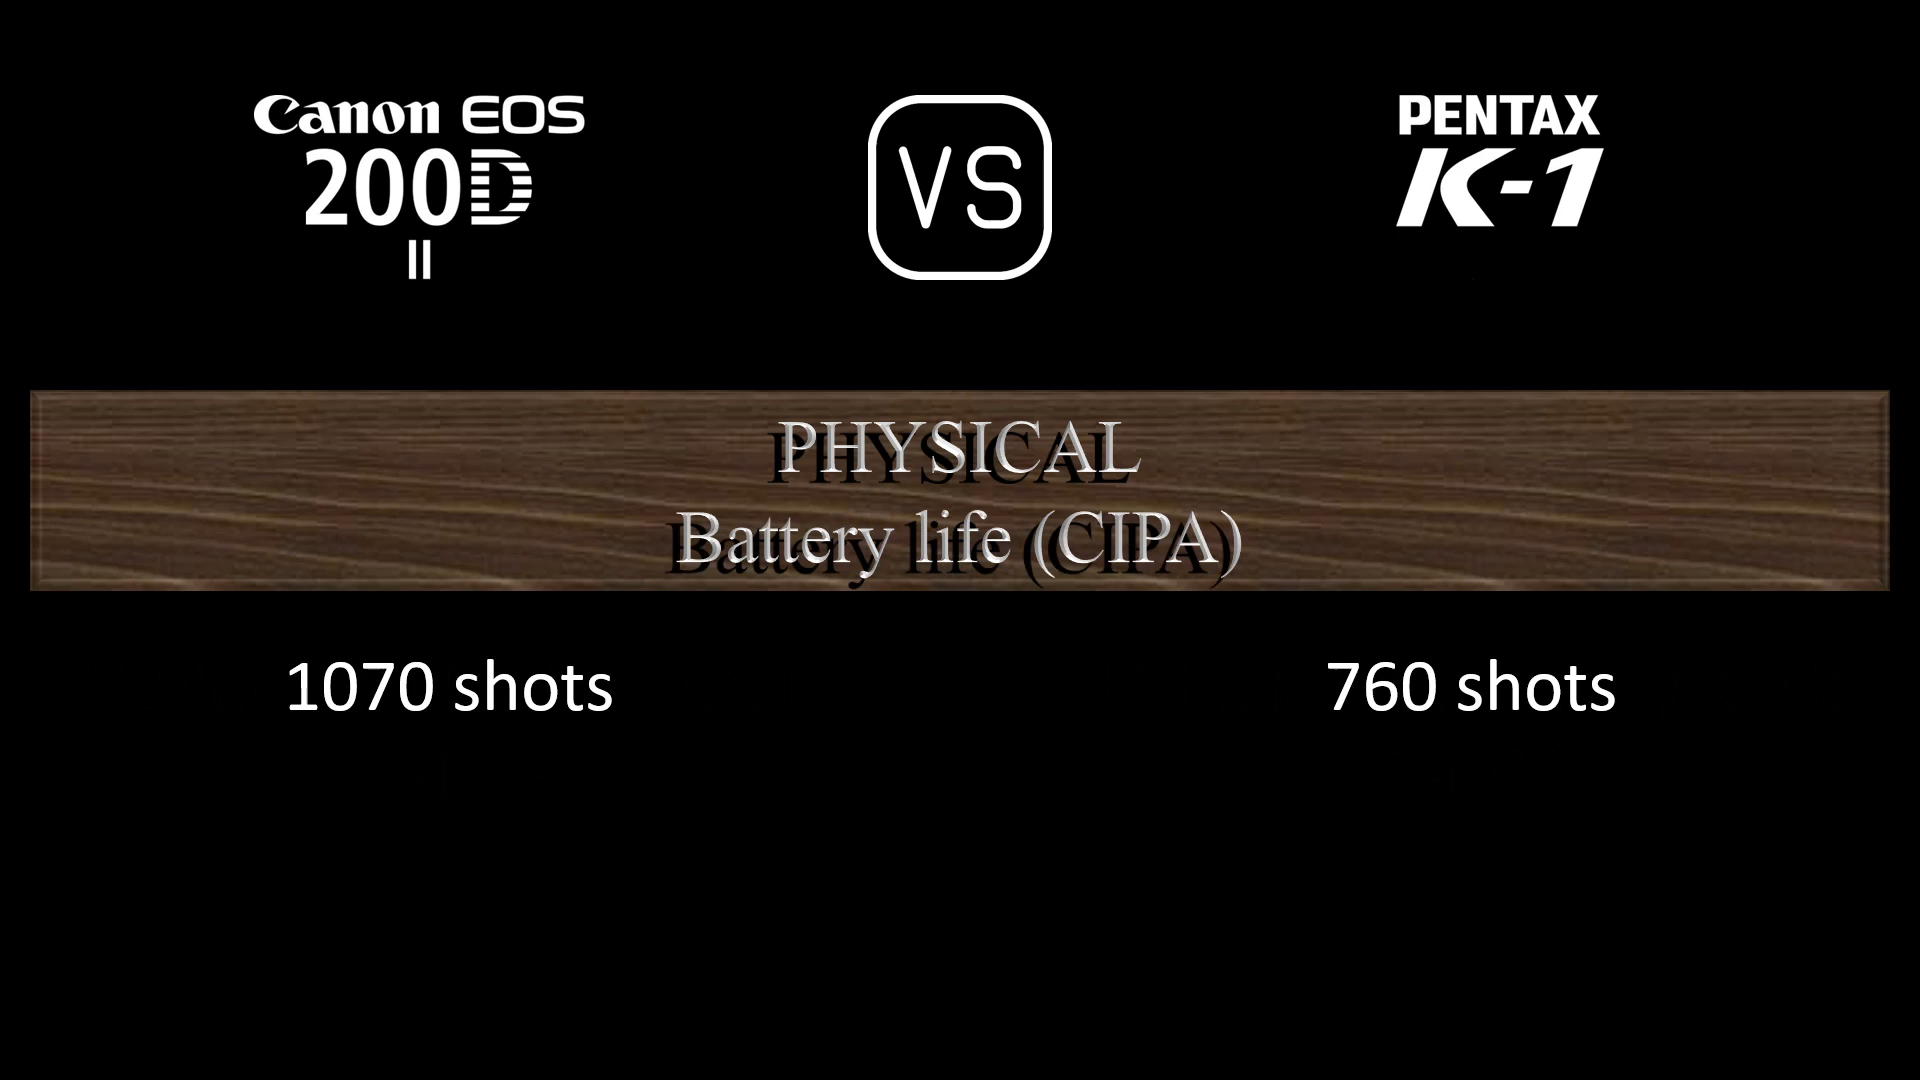 Canon EOS
200D
II
VS
PENTAX
K-1
PHYSICAL
Battery life (CIPA)
1070 shots
760 shots